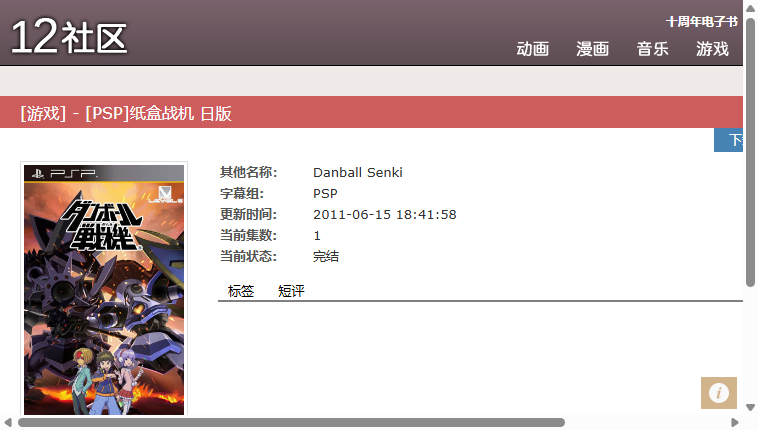 12社区
十周年电子书
动画 漫画 音乐 游戏
[游戏] - [PSP]纸盒战机 日版
PSP
LEVEL5
ダンボール
戦機
其他名称: Danball Senki
字幕组: PSP
更新时间: 2011-06-15 18:41:58
当前集数: 1
当前状态: 完结
标签 短评